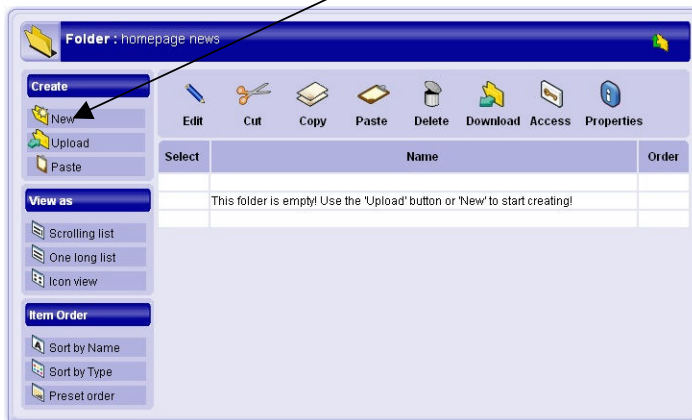 Folder : homepage news
Create
New
Upload
Paste
View as
Scrolling list
One long list
Icon view
Item Order
Sort by Name
Sort by Type
Preset order
Edit Cut Copy Paste Delete Download Access Properties
Select Name Order
This folder is empty! Use the 'Upload' button or 'New' to start creating!